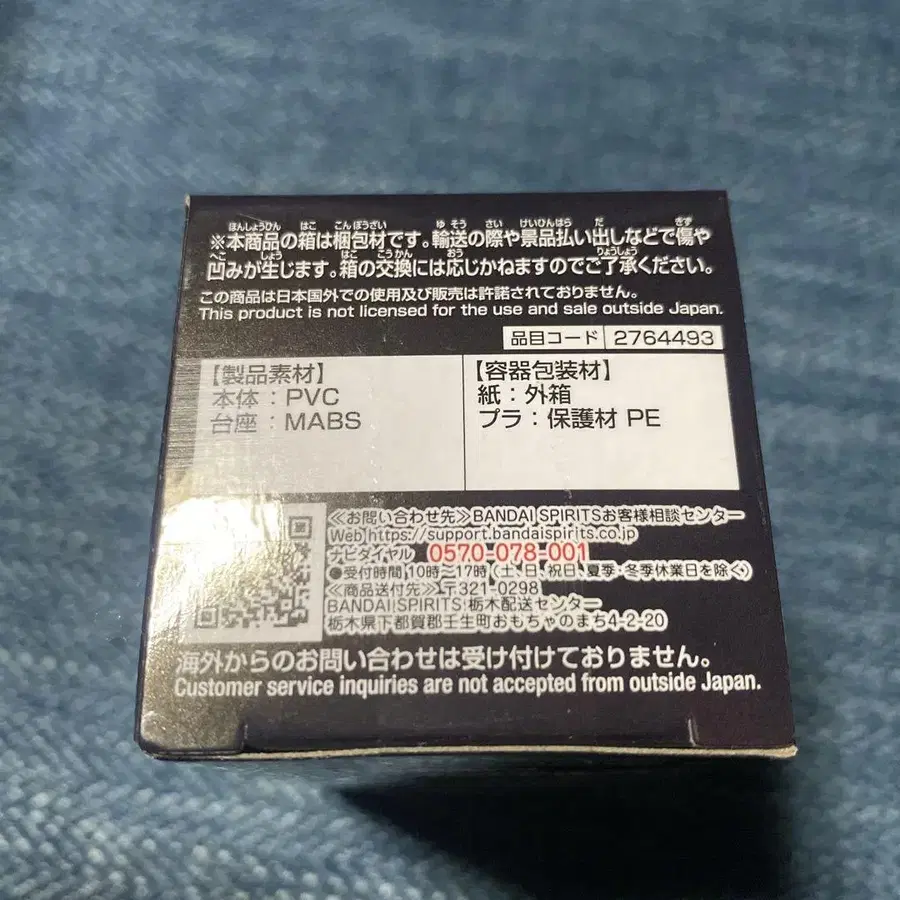 ※本商品の箱は梱包材です。輸送の際や景品払い出しなどで傷や
凹みが生じます。箱の交換には応じかねますのでご了承ください。
この商品は日本国外での使用及び販売は許諾されておりません。
This product is not licensed for the use and sale outside Japan.
品目コード 2764493
【製品素材】
本体：PVC
台座：MABS
【容器包装材】
紙：外箱
プラ：保護材 PE
≪お問い合わせ先≫BANDAI SPIRITSお客様相談センター
Web https://support.bandaispirits.co.jp
ナビダイヤル 0570-078-001
●受付時間 10時～17時（土、日、祝日、夏季・冬季休業日を除く）
≪商品送付先≫〒321-0298
BANDAI SPIRITS 栃木配送センター
栃木県下都賀郡壬生町おもちゃのまち4-2-20
海外からのお問い合わせは受け付けておりません。
Customer service inquiries are not accepted from outside Japan.